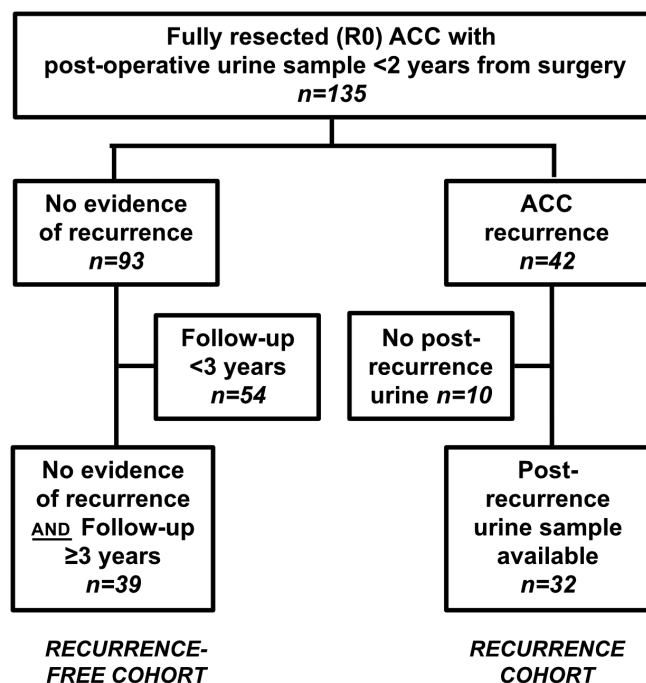 Fully resected (R0) ACC with
post-operative urine sample <2 years from surgery
n=135
No evidence
of recurrence
n=93
ACC
recurrence
n=42
Follow-up
<3 years
n=54
No post-
recurrence
urine n=10
No evidence
of recurrence
AND Follow-up
≥3 years
n=39
Post-
recurrence
urine sample
available
n=32
RECURRENCE-
FREE COHORT
RECURRENCE
COHORT